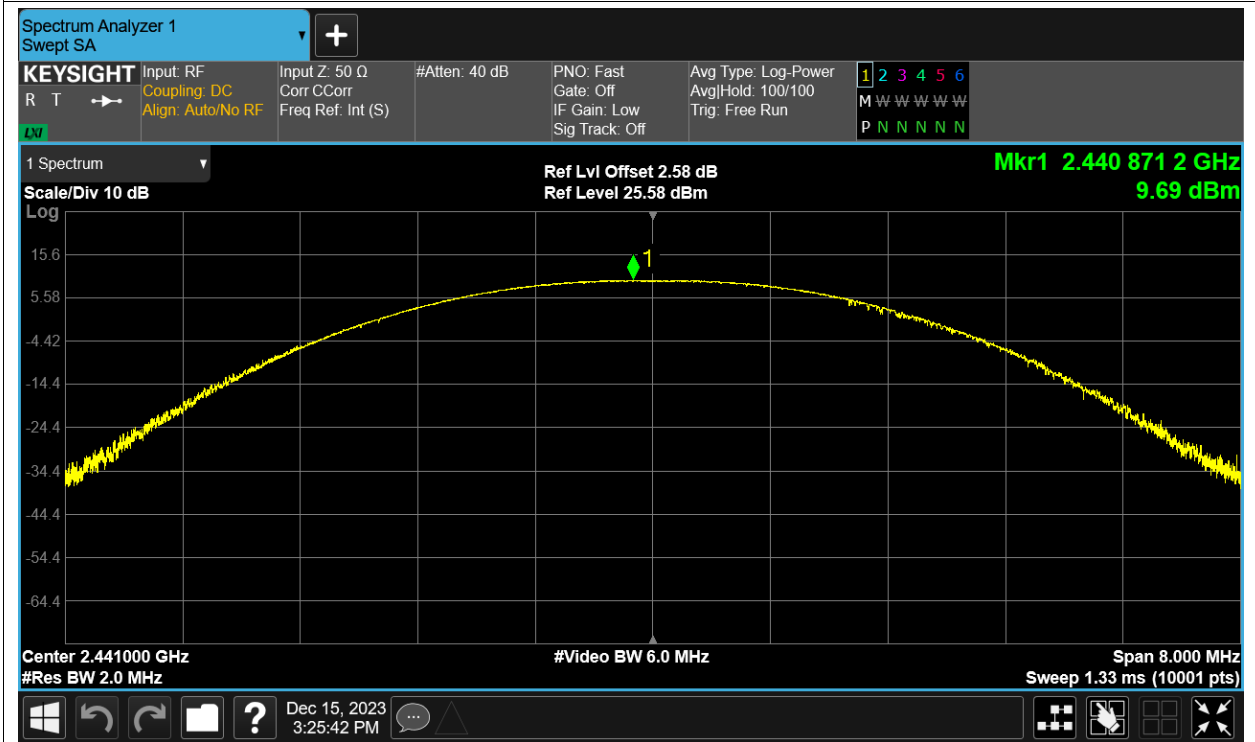 Spectrum Analyzer 1
Swept SA
+
KEYSIGHT
R T
LXI
Input: RF
Coupling: DC
Align: Auto/No RF
Input Z: 50 Ω
Corr CCorr
Freq Ref: Int (S)
#Atten: 40 dB
PNO: Fast
Gate: Off
IF Gain: Low
Sig Track: Off
Avg Type: Log-Power
Avg|Hold: 100/100
Trig: Free Run
1 2 3 4 5 6
M W W W W W
P N N N N N
1 Spectrum
Scale/Div 10 dB
Log
Ref Lvl Offset 2.58 dB
Ref Level 25.58 dBm
Mkr1 2.440 871 2 GHz
9.69 dBm
1
15.6
5.58
-4.42
-14.4
-24.4
-34.4
-44.4
-54.4
-64.4
Center 2.441000 GHz
#Res BW 2.0 MHz
#Video BW 6.0 MHz
Span 8.000 MHz
Sweep 1.33 ms (10001 pts)
?
Dec 15, 2023
3:25:42 PM